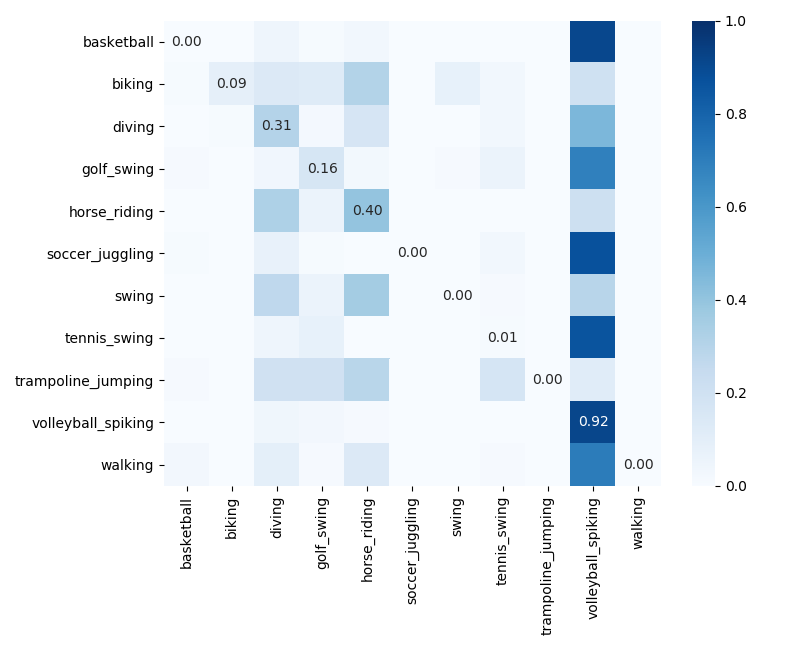 basketball
biking
diving
golf_swing
horse_riding
soccer_juggling
swing
tennis_swing
trampoline_jumping
volleyball_spiking
walking
0.00
0.09
0.31
0.16
0.40
0.00
0.00
0.01
0.00
0.92
0.00
basketball
biking
diving
golf_swing
horse_riding
soccer_juggling
swing
tennis_swing
trampoline_jumping
volleyball_spiking
walking
1.0
0.8
0.6
0.4
0.2
0.0